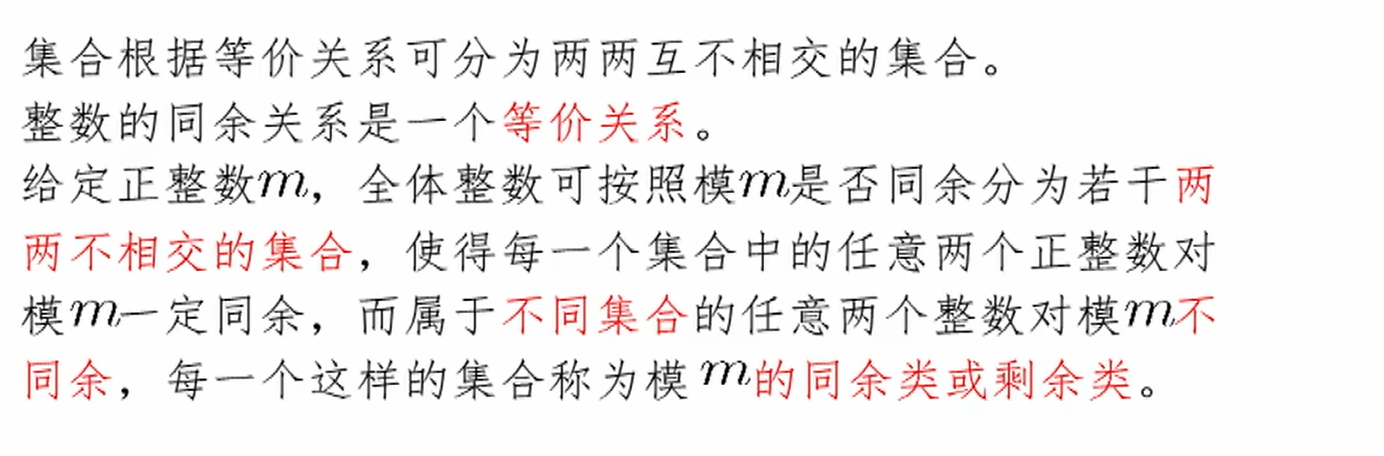 集合根据等价关系可分为两两互不相交的集合。
整数的同余关系是一个等价关系。
给定正整数m，全体整数可按照模m是否同余分为若干两
两不相交的集合，使得每一个集合中的任意两个正整数对
模m一定同余，而属于不同集合的任意两个整数对模m不
同余，每一个这样的集合称为模m的同余类或剩余类。